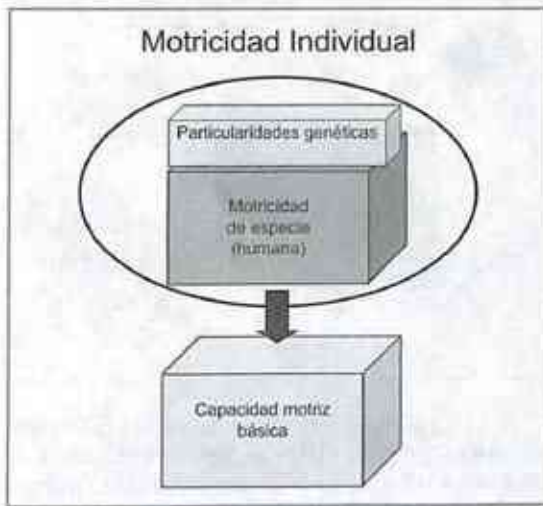 Motricidad Individual
Particularidades genéticas
Motricidad
de especie
(humana)
Capacidad motriz
básica